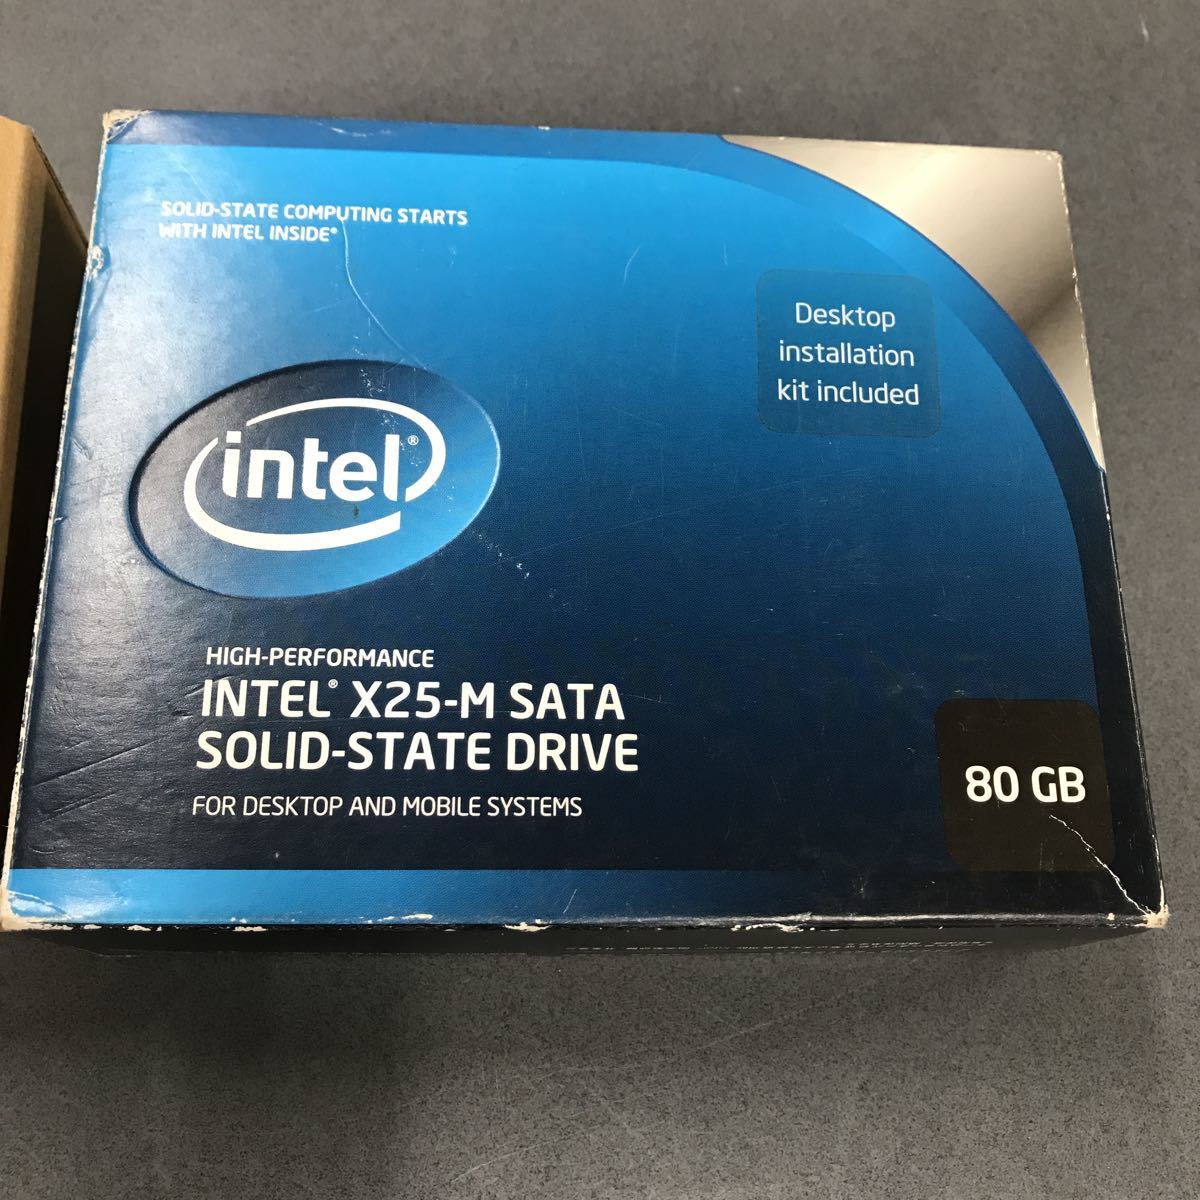 SOLID-STATE COMPUTING STARTS
WITH INTEL INSIDE®
Desktop
installation
kit included
intel®
HIGH-PERFORMANCE
INTEL® X25-M SATA
SOLID-STATE DRIVE
FOR DESKTOP AND MOBILE SYSTEMS
80 GB